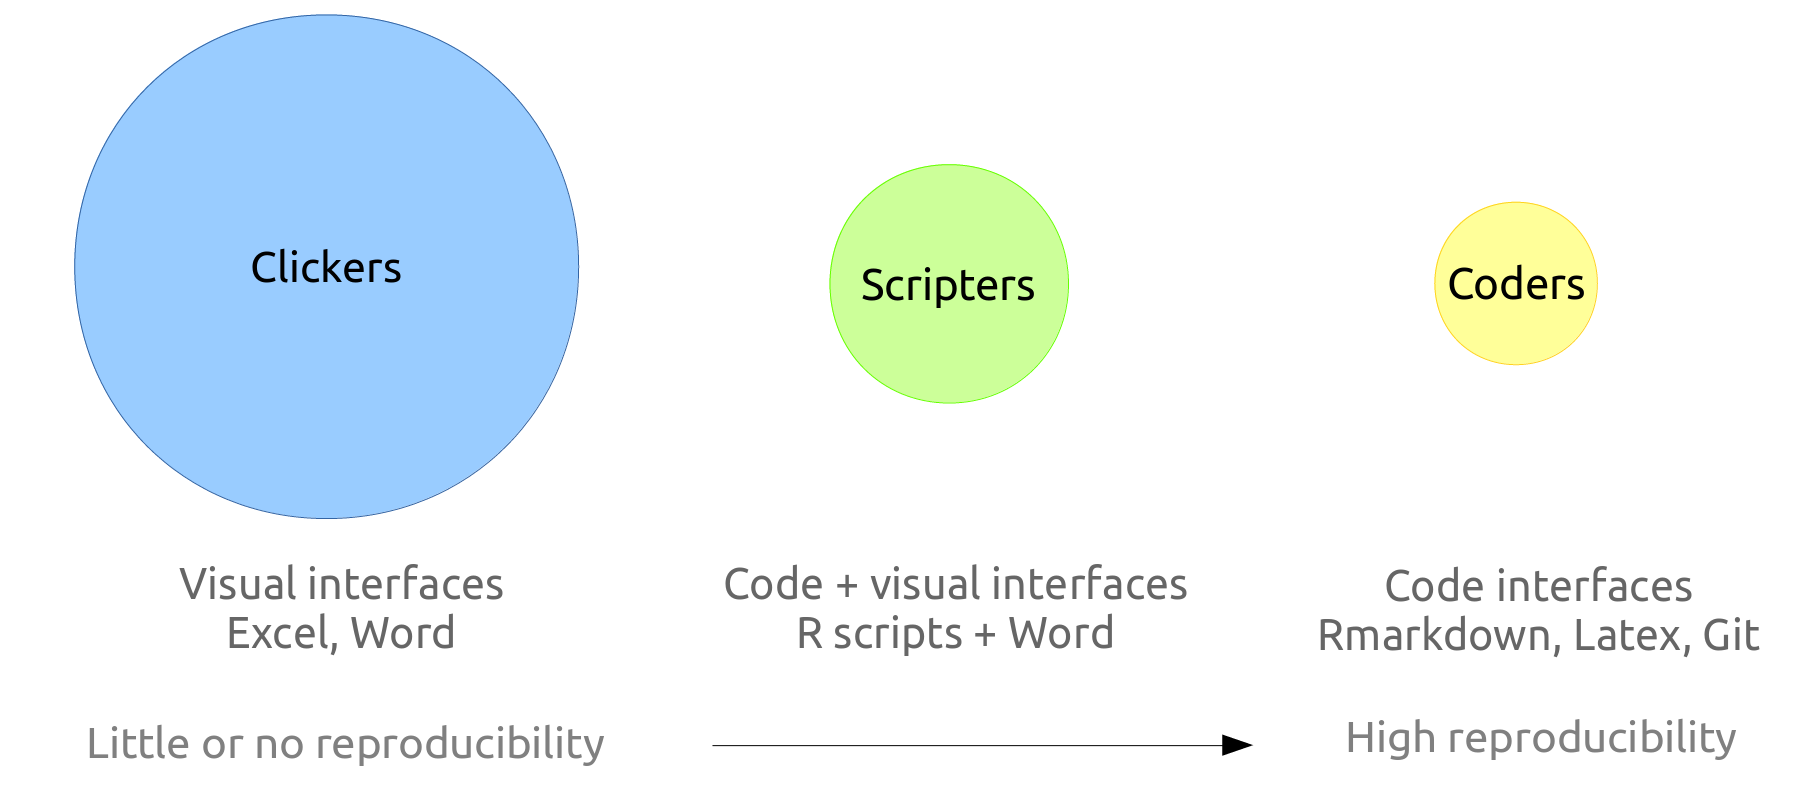 Clickers
Scripters
Coders
Visual interfaces
Excel, Word
Code + visual interfaces
R scripts + Word
Code interfaces
Rmarkdown, Latex, Git
Little or no reproducibility
High reproducibility